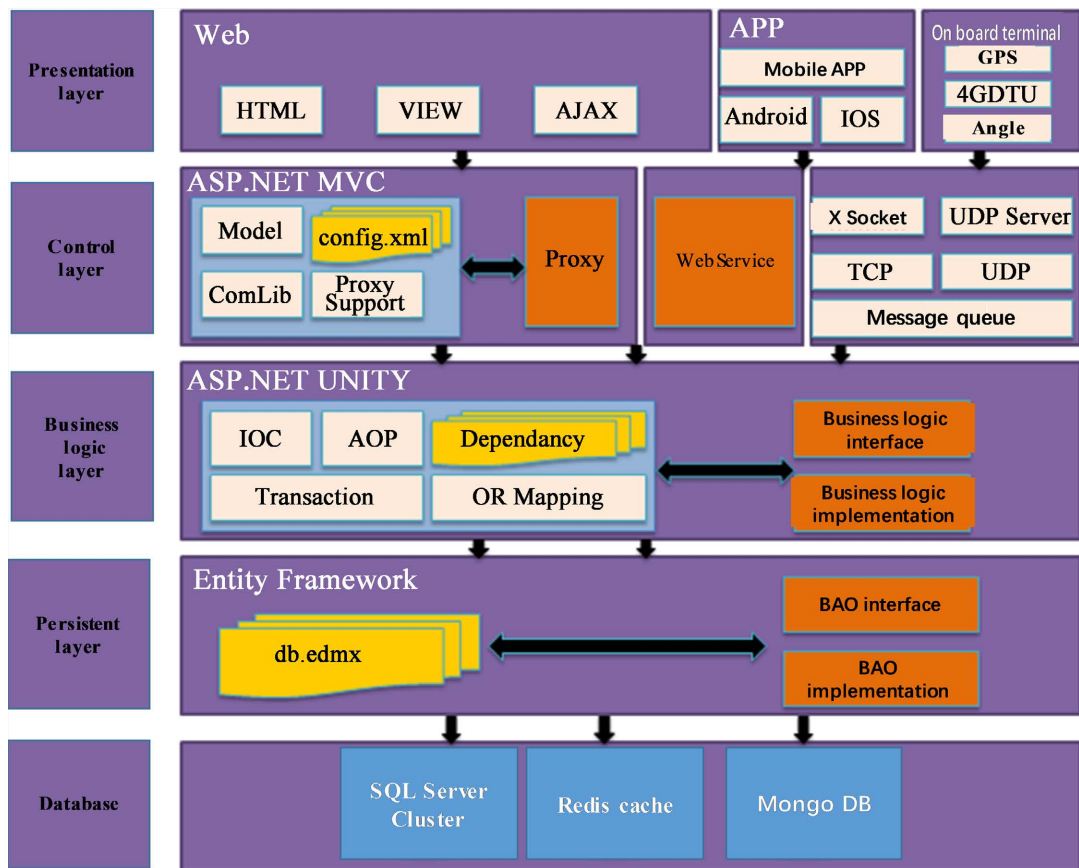 Presentation
layer
Web
HTML
VIEW
AJAX
APP
Mobile APP
Android
IOS
On board terminal
GPS
4GDTU
Angle
Control
layer
ASP.NET MVC
Model
config.xml
ComLib
Proxy
Support
Proxy
WebService
X Socket
UDP Server
TCP
UDP
Message queue
Business
logic
layer
ASP.NET UNITY
IOC
AOP
Dependancy
Transaction
OR Mapping
Business logic
interface
Business logic
implementation
Persistent
layer
Entity Framework
db.edmx
BAO interface
BAO
implementation
Database
SQL Server
Cluster
Redis cache
Mongo DB